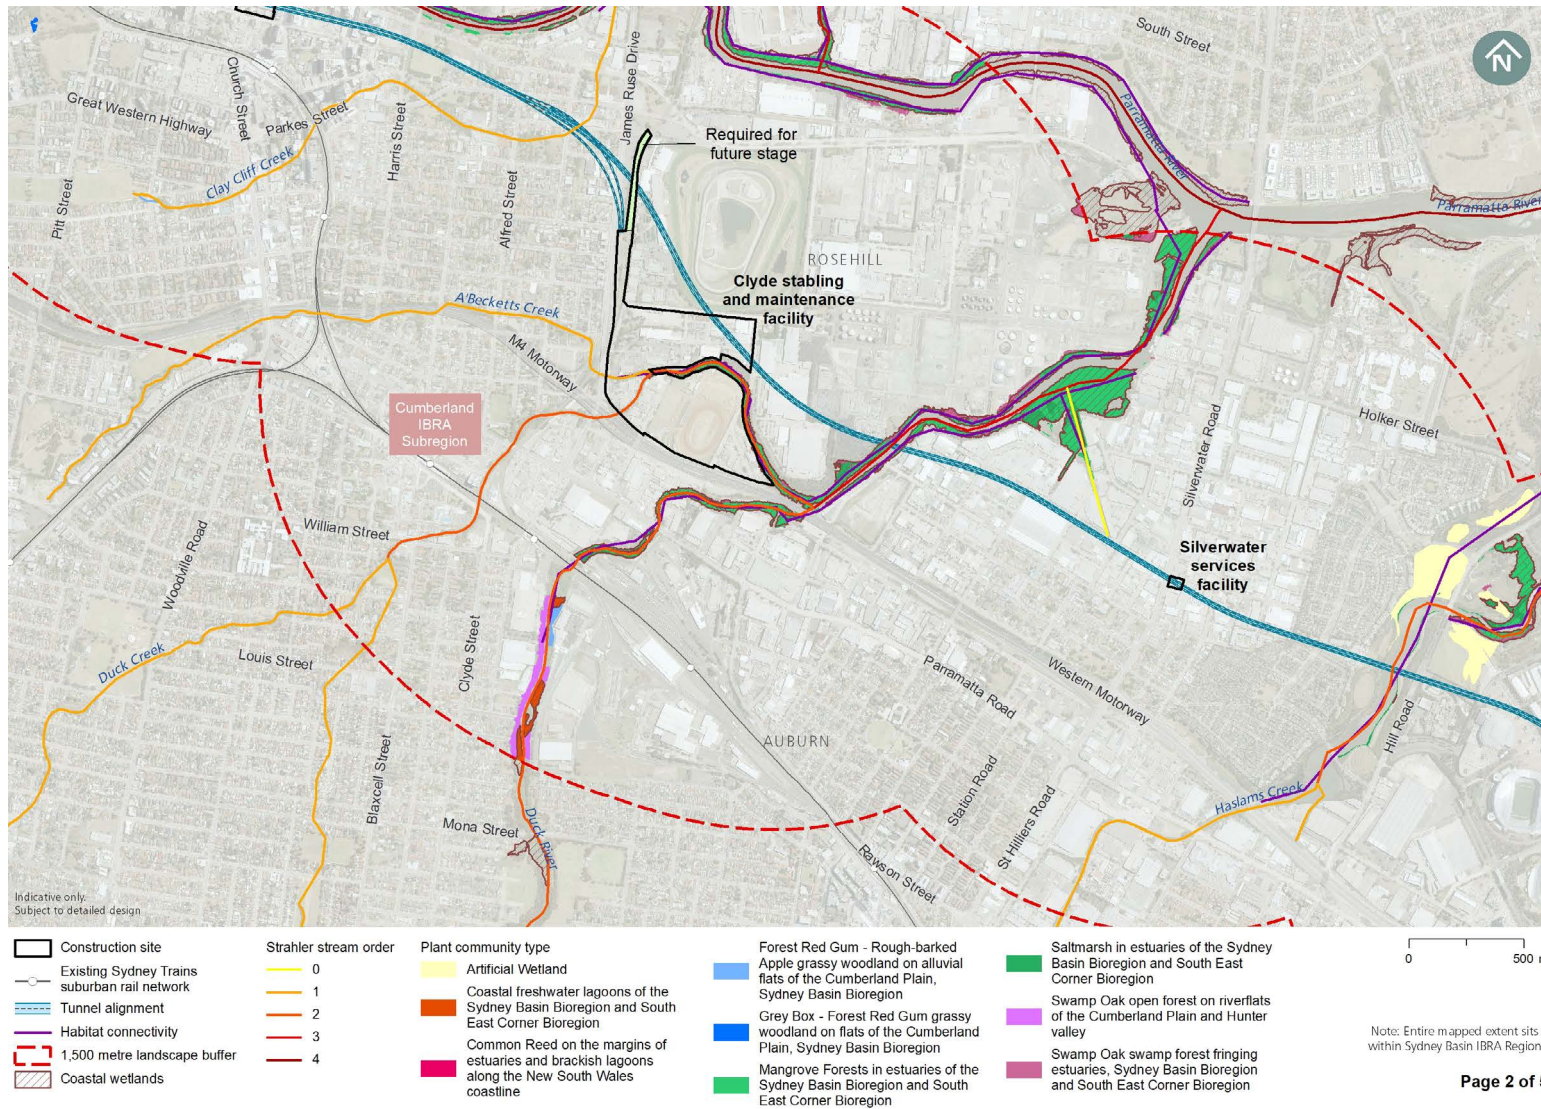 South Street
N
James Ruse Drive
Church Street
Great Western Highway
Parkes Street
Harris Street
Required for
future stage
Parramatta River
Clay Cliff Creek
Pitt Street
Alfred Street
Parramatta River
ROSEHILL
Clyde stabling
and maintenance
facility
A'Becketts Creek
M4 Motorway
Cumberland
IBRA
Subregion
Holker Street
Silverwater Road
William Street
Woodville Road
Silverwater
services
facility
Louis Street
Clyde Street
Duck Creek
Parramatta Road
Western Motorway
Hill Road
AUBURN
Blaxcell Street
Station Road
St Hilliers Road
Haslams Creek
Mona Street
Duck River
Rawson Street
Indicative only.
Subject to detailed design
Construction site
Existing Sydney Trains
suburban rail network
Tunnel alignment
Habitat connectivity
1,500 metre landscape buffer
Coastal wetlands
Strahler stream order
0
1
2
3
4
Plant community type
Artificial Wetland
Coastal freshwater lagoons of the
Sydney Basin Bioregion and South
East Corner Bioregion
Common Reed on the margins of
estuaries and brackish lagoons
along the New South Wales
coastline
Forest Red Gum - Rough-barked
Apple grassy woodland on alluvial
flats of the Cumberland Plain,
Sydney Basin Bioregion
Grey Box - Forest Red Gum grassy
woodland on flats of the Cumberland
Plain, Sydney Basin Bioregion
Mangrove Forests in estuaries of the
Sydney Basin Bioregion and South
East Corner Bioregion
Saltmarsh in estuaries of the Sydney
Basin Bioregion and South East
Corner Bioregion
Swamp Oak open forest on riverflats
of the Cumberland Plain and Hunter
valley
Swamp Oak swamp forest fringing
estuaries, Sydney Basin Bioregion
and South East Corner Bioregion
0 500
Note: Entire mapped extent sits
within Sydney Basin IBRA Region
Page 2 of 5